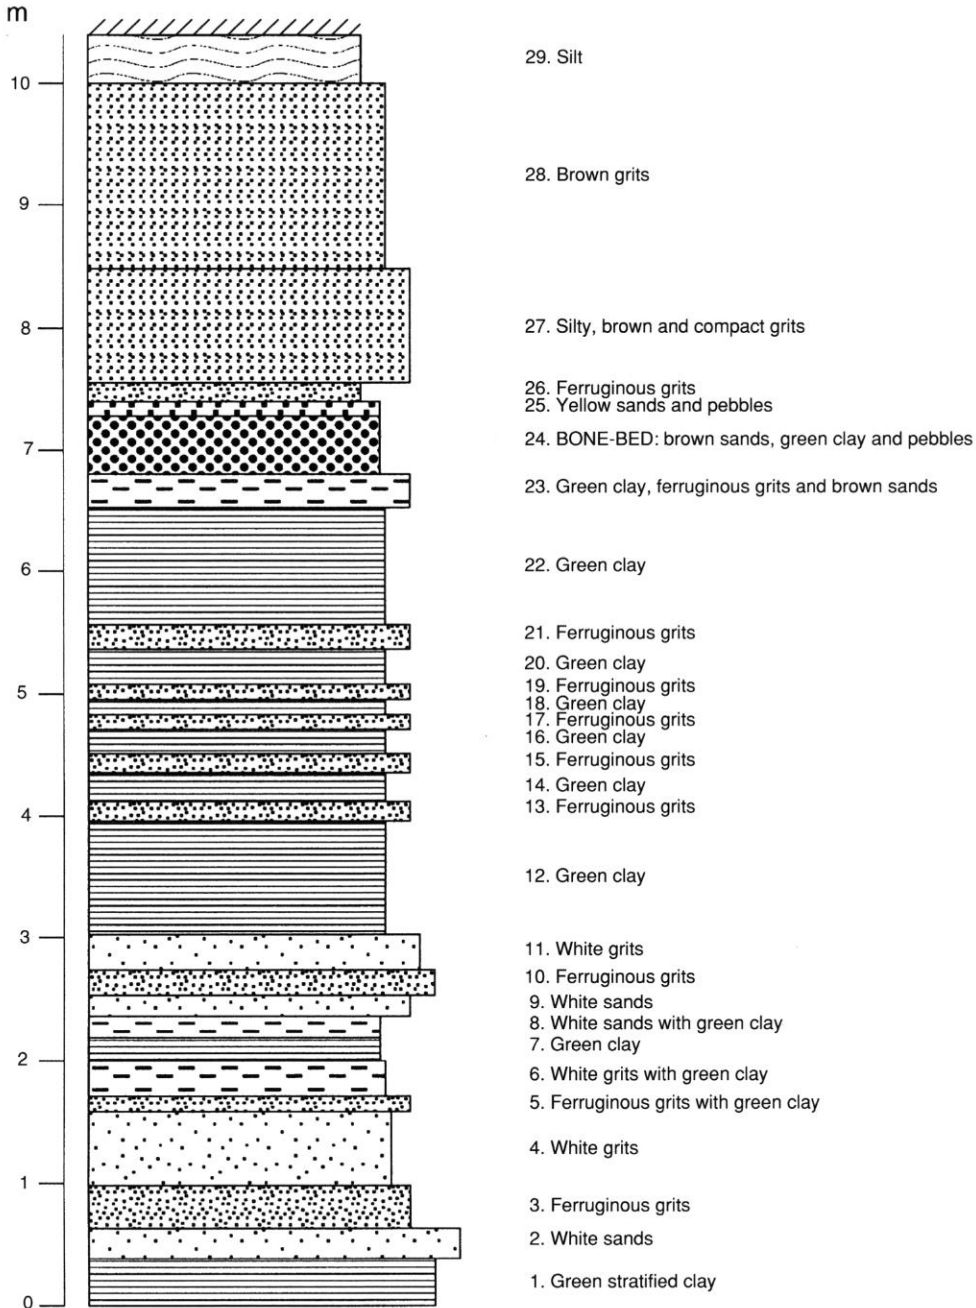 m
29. Silt
10
28. Brown grits
9
8
27. Silty, brown and compact grits
26. Ferruginous grits
25. Yellow sands and pebbles
24. BONE-BED: brown sands, green clay and pebbles
7
23. Green clay, ferruginous grits and brown sands
22. Green clay
6
21. Ferruginous grits
20. Green clay
19. Ferruginous grits
5
18. Green clay
17. Ferruginous grits
16. Green clay
15. Ferruginous grits
14. Green clay
13. Ferruginous grits
4
12. Green clay
3
11. White grits
10. Ferruginous grits
9. White sands
8. White sands with green clay
7. Green clay
2
6. White grits with green clay
5. Ferruginous grits with green clay
4. White grits
1
3. Ferruginous grits
2. White sands
1. Green stratified clay
0